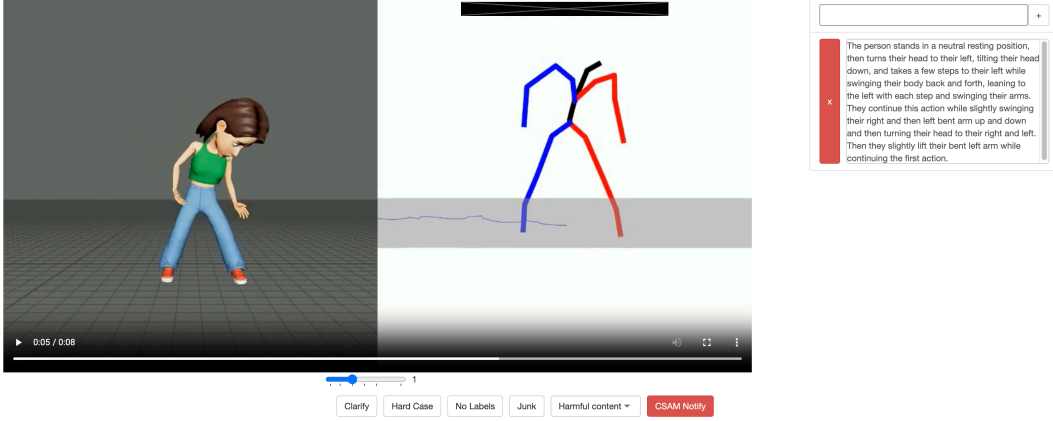 +
x
The person stands in a neutral resting position,
then turns their head to their left, tilting their head
down, and takes a few steps to their left while
swinging their body back and forth, leaning to
the left with each step and swinging their arms.
They continue this action while slightly swinging
their right and then left bent arm up and down
and then turning their head to their right and left.
Then they slightly lift their bent left arm while
continuing the first action.
0:05 / 0:08
1
Clarify Hard Case No Labels Junk Harmful content CSAM Notify